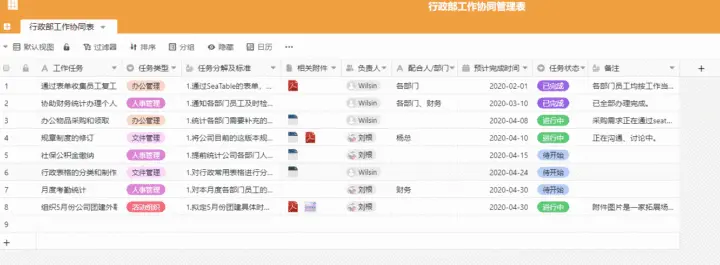 行政部工作协同管理表
行政部工作协同表
默认视图 过滤器 排序 分组 隐藏 日历
工作任务 任务类型 任务分解及标准 相关附件 负责人 配合人/部门 预计完成时间 任务状态 备注
1 通过表单收集员工复工 办公管理 1.通过SeaTable的表单、... Wilsin 各部门 2020-02-01 已完成 各部门员工均按工作当...
2 协助财务统计办理个人 人事管理 1.通知各部门员工及时检... Wilsin 各部门、财务 2020-03-10 已完成 已全部办理完成。
3 办公物品采购和领取 办公管理 1.统计各部门需要补充的... Wilsin 2020-04-08 进行中 采购需求正在通过seat...
4 规章制度的修订 文件管理 1.将公司目前的这版本规... 刘根 杨总 2020-04-10 进行中 正在沟通、讨论中。
5 社保公积金缴纳 人事管理 1.提前统计公司各部门人... 刘根 2020-04-15 待开始
6 行政表格的分类和制作 文件管理 1.对行政常用表格进行分... Wilsin 2020-04-24 待开始
7 月度考勤统计 人事管理 1.对本月度各部门员工的... 刘根 财务 2020-04-30 待开始
8 组织5月份公司团建外勤 活动组织 1.拟定5月份团建具体时... 刘根 2020-04-30 进行中 附件图片是一家拓展场...
9